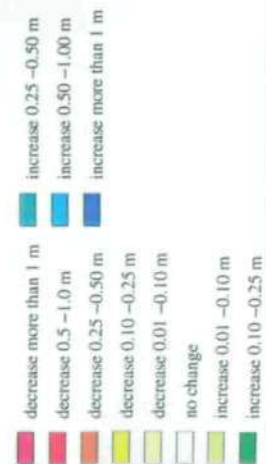 decrease more than 1 m
decrease 0.5 –1.0 m
decrease 0.25 –0.50 m
decrease 0.10 –0.25 m
decrease 0.01 –0.10 m
no change
increase 0.01 –0.10 m
increase 0.10 –0.25 m
increase 0.25 –0.50 m
increase 0.50 –1.00 m
increase more than 1 m